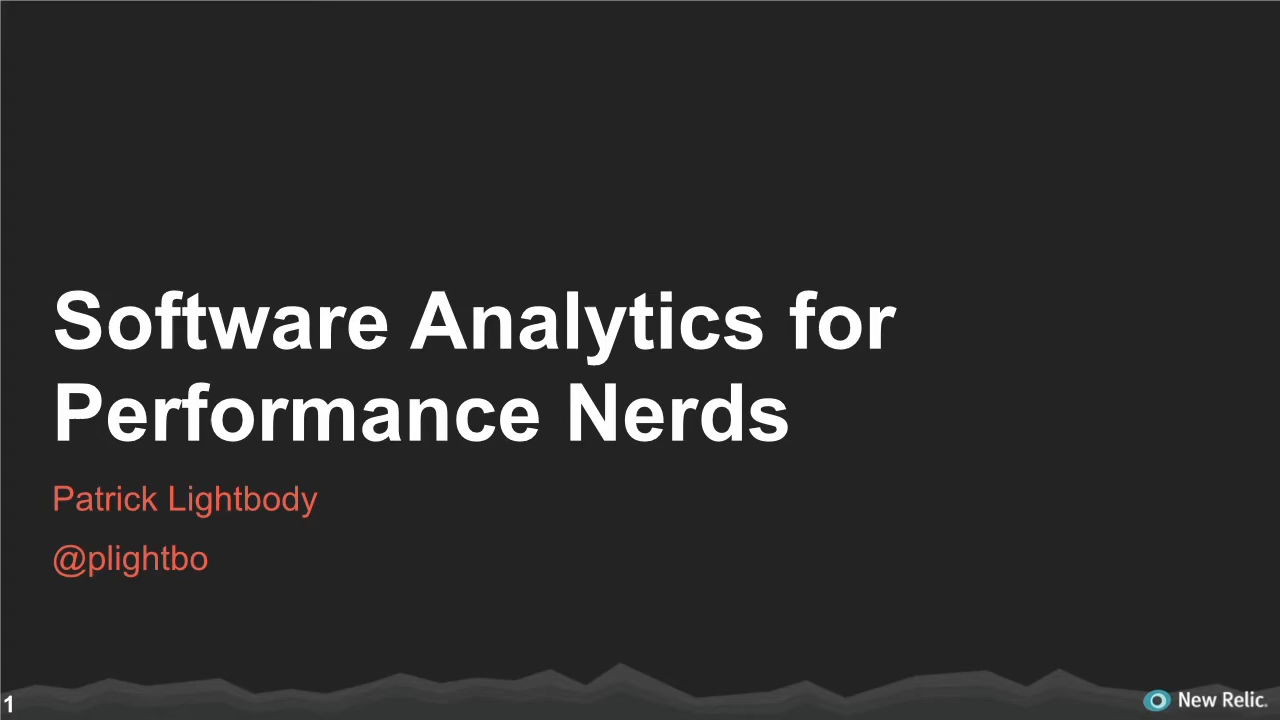 Software Analytics for
Performance Nerds
Patrick Lightbody
@plightbo
1
New Relic.